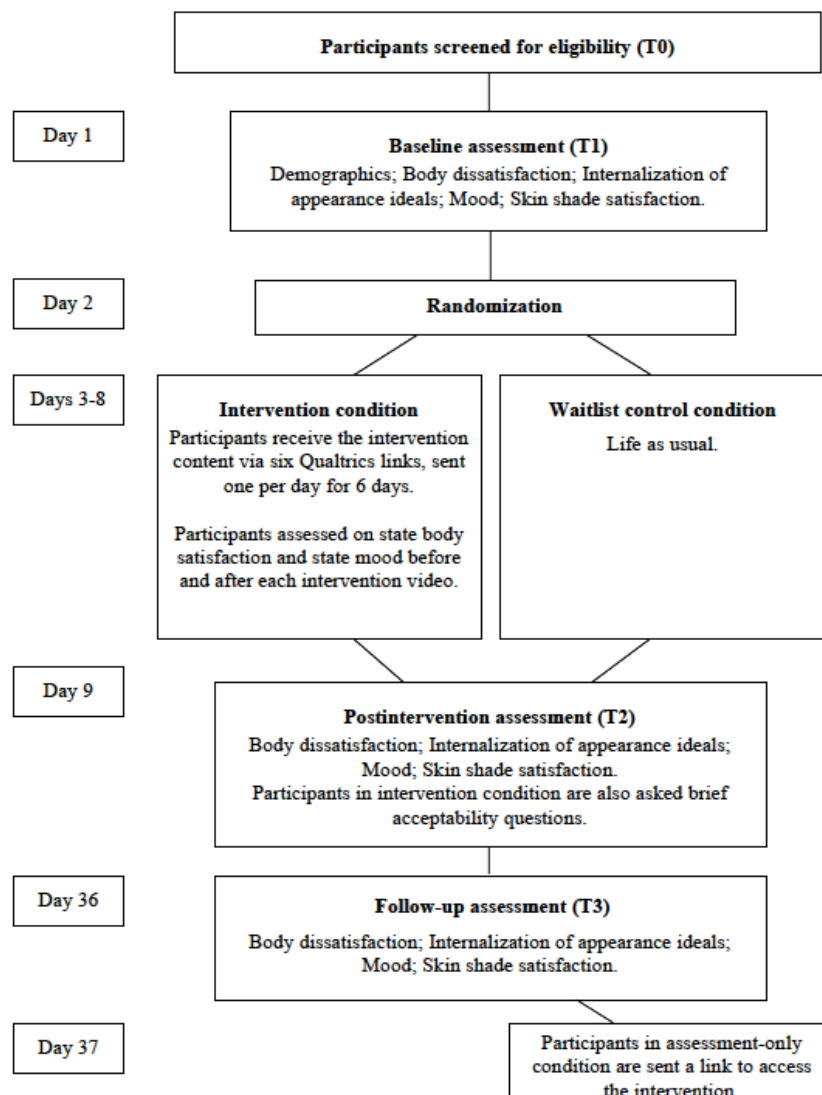 Participants screened for eligibility (T0)
Day 1
Baseline assessment (T1)
Demographics; Body dissatisfaction; Internalization of
appearance ideals; Mood; Skin shade satisfaction.
Day 2
Randomization
Days 3-8
Intervention condition
Participants receive the intervention
content via six Qualtrics links, sent
one per day for 6 days.
Participants assessed on state body
satisfaction and state mood before
and after each intervention video.
Waitlist control condition
Life as usual.
Day 9
Postintervention assessment (T2)
Body dissatisfaction; Internalization of appearance ideals;
Mood; Skin shade satisfaction.
Participants in intervention condition are also asked brief
acceptability questions.
Day 36
Follow-up assessment (T3)
Body dissatisfaction; Internalization of appearance ideals;
Mood; Skin shade satisfaction.
Day 37
Participants in assessment-only
condition are sent a link to access
the intervention